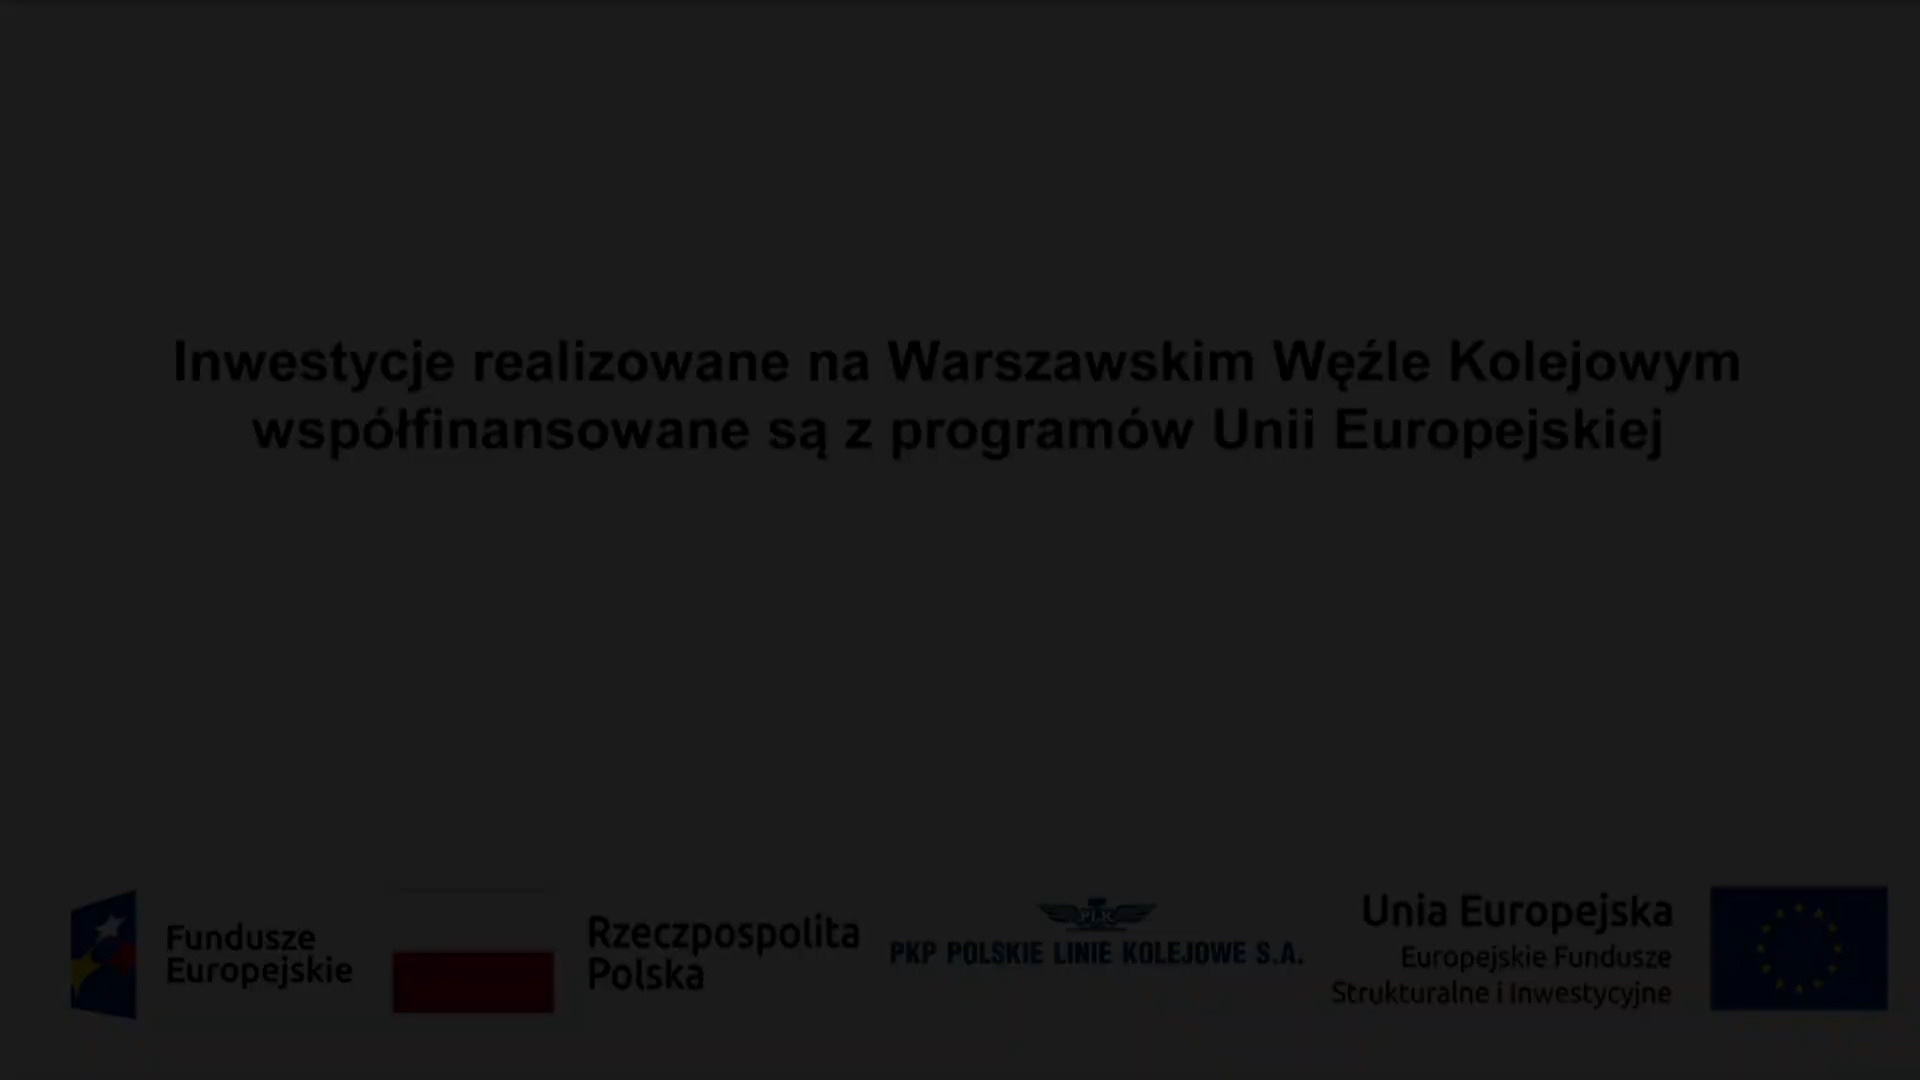 Inwestycje realizowane na Warszawskim Węźle Kolejowym
współfinansowane są z programów Unii Europejskiej
Fundusze
Europejskie
Rzeczpospolita
Polska
PLK
PKP POLSKIE LINIE KOLEJOWE S.A.
Unia Europejska
Europejskie Fundusze
Strukturalne i Inwestycyjne